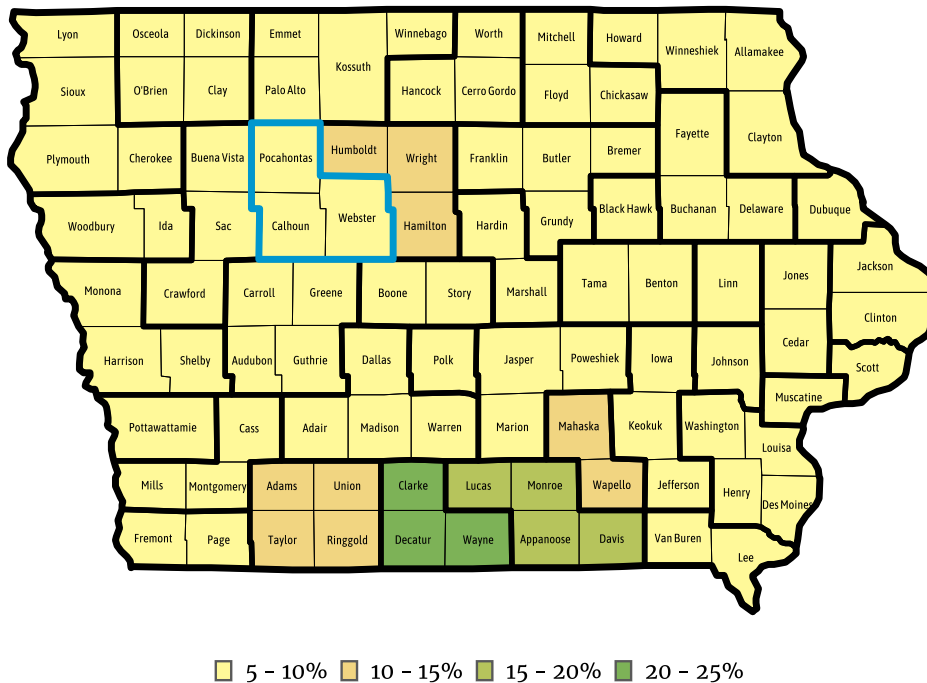 Lyon Osceola Dickinson Emmet Winnebago Worth Mitchell Howard Winneshiek Allamakee
Kossuth
Sioux O'Brien Clay Palo Alto Hancock Cerro Gordo Floyd Chickasaw
Plymouth Cherokee Buena Vista Pocahontas Humboldt Wright Franklin Butler Bremer Fayette Clayton
Woodbury Ida Sac Calhoun Webster Hamilton Hardin Grundy Black Hawk Buchanan Delaware Dubuque
Monona Crawford Carroll Greene Boone Story Marshall Tama Benton Linn Jones Jackson
Clinton
Harrison Shelby Audubon Guthrie Dallas Polk Jasper Poweshiek Iowa Johnson Cedar Scott
Muscatine
Pottawattamie Cass Adair Madison Warren Marion Mahaska Keokuk Washington Louisa
Mills Montgomery Adams Union Clarke Lucas Monroe Wapello Jefferson Henry Des Moines
Fremont Page Taylor Ringgold Decatur Wayne Appanoose Davis Van Buren Lee
5 – 10% 10 – 15% 15 – 20% 20 – 25%